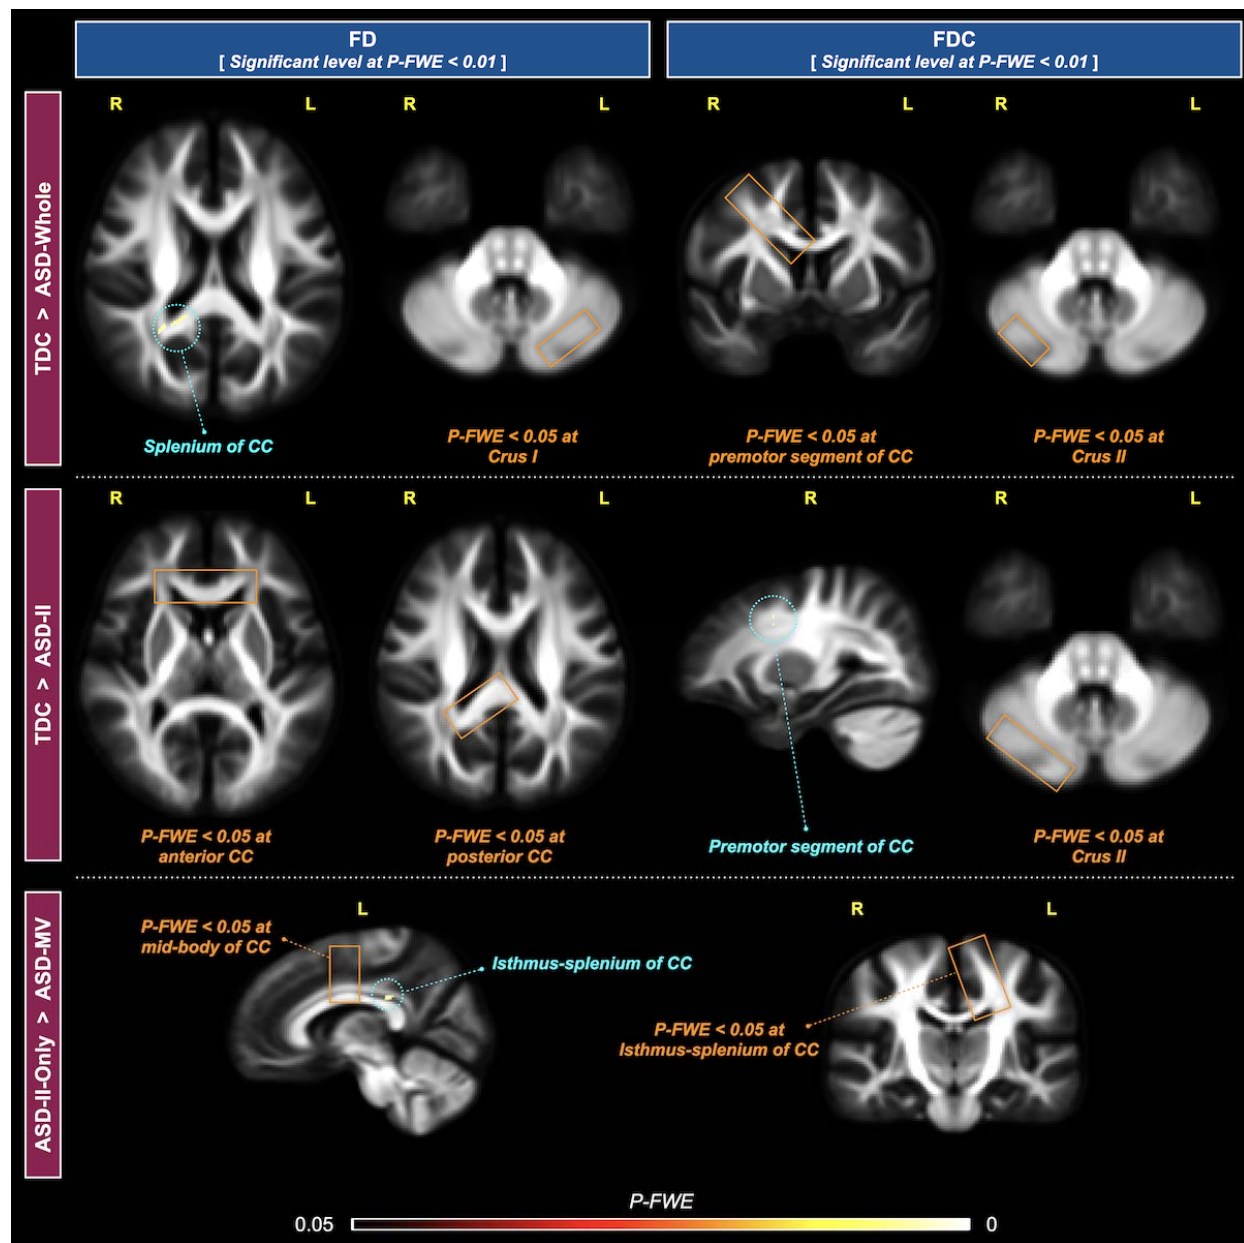 FD
[ Significant level at P-FWE < 0.01 ]
FDC
[ Significant level at P-FWE < 0.01 ]
TDC > ASD-Whole
R L R L R L R L
Splenium of CC
P-FWE < 0.05 at
Crus I
P-FWE < 0.05 at
premotor segment of CC
P-FWE < 0.05 at
Crus II
TDC > ASD-II
R L R L R R L
P-FWE < 0.05 at
anterior CC
P-FWE < 0.05 at
posterior CC
Premotor segment of CC
P-FWE < 0.05 at
Crus II
ASD-II-Only > ASD-MV
L R L
P-FWE < 0.05 at
mid-body of CC
Isthmus-splenium of CC
P-FWE < 0.05 at
Isthmus-splenium of CC
P-FWE
0.05 0